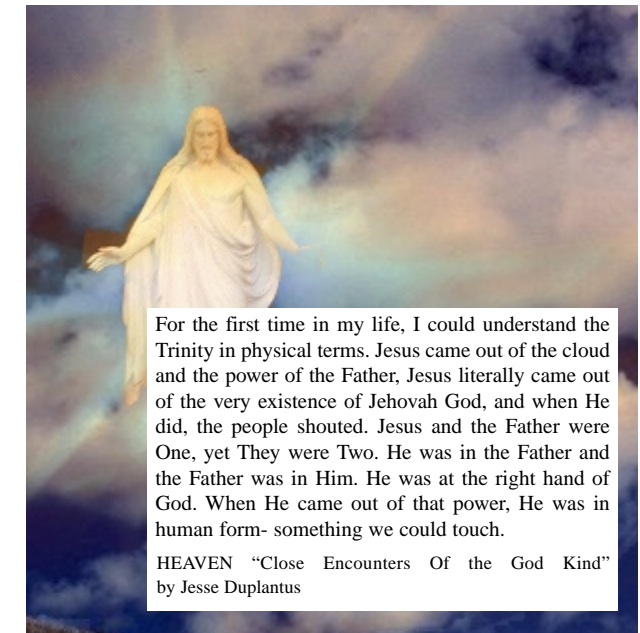 For the first time in my life, I could understand the
Trinity in physical terms. Jesus came out of the cloud
and the power of the Father, Jesus literally came out
of the very existence of Jehovah God, and when He
did, the people shouted. Jesus and the Father were
One, yet They were Two. He was in the Father and
the Father was in Him. He was at the right hand of
God. When He came out of that power, He was in
human form- something we could touch.
HEAVEN “Close Encounters Of the God Kind”
by Jesse Duplantus